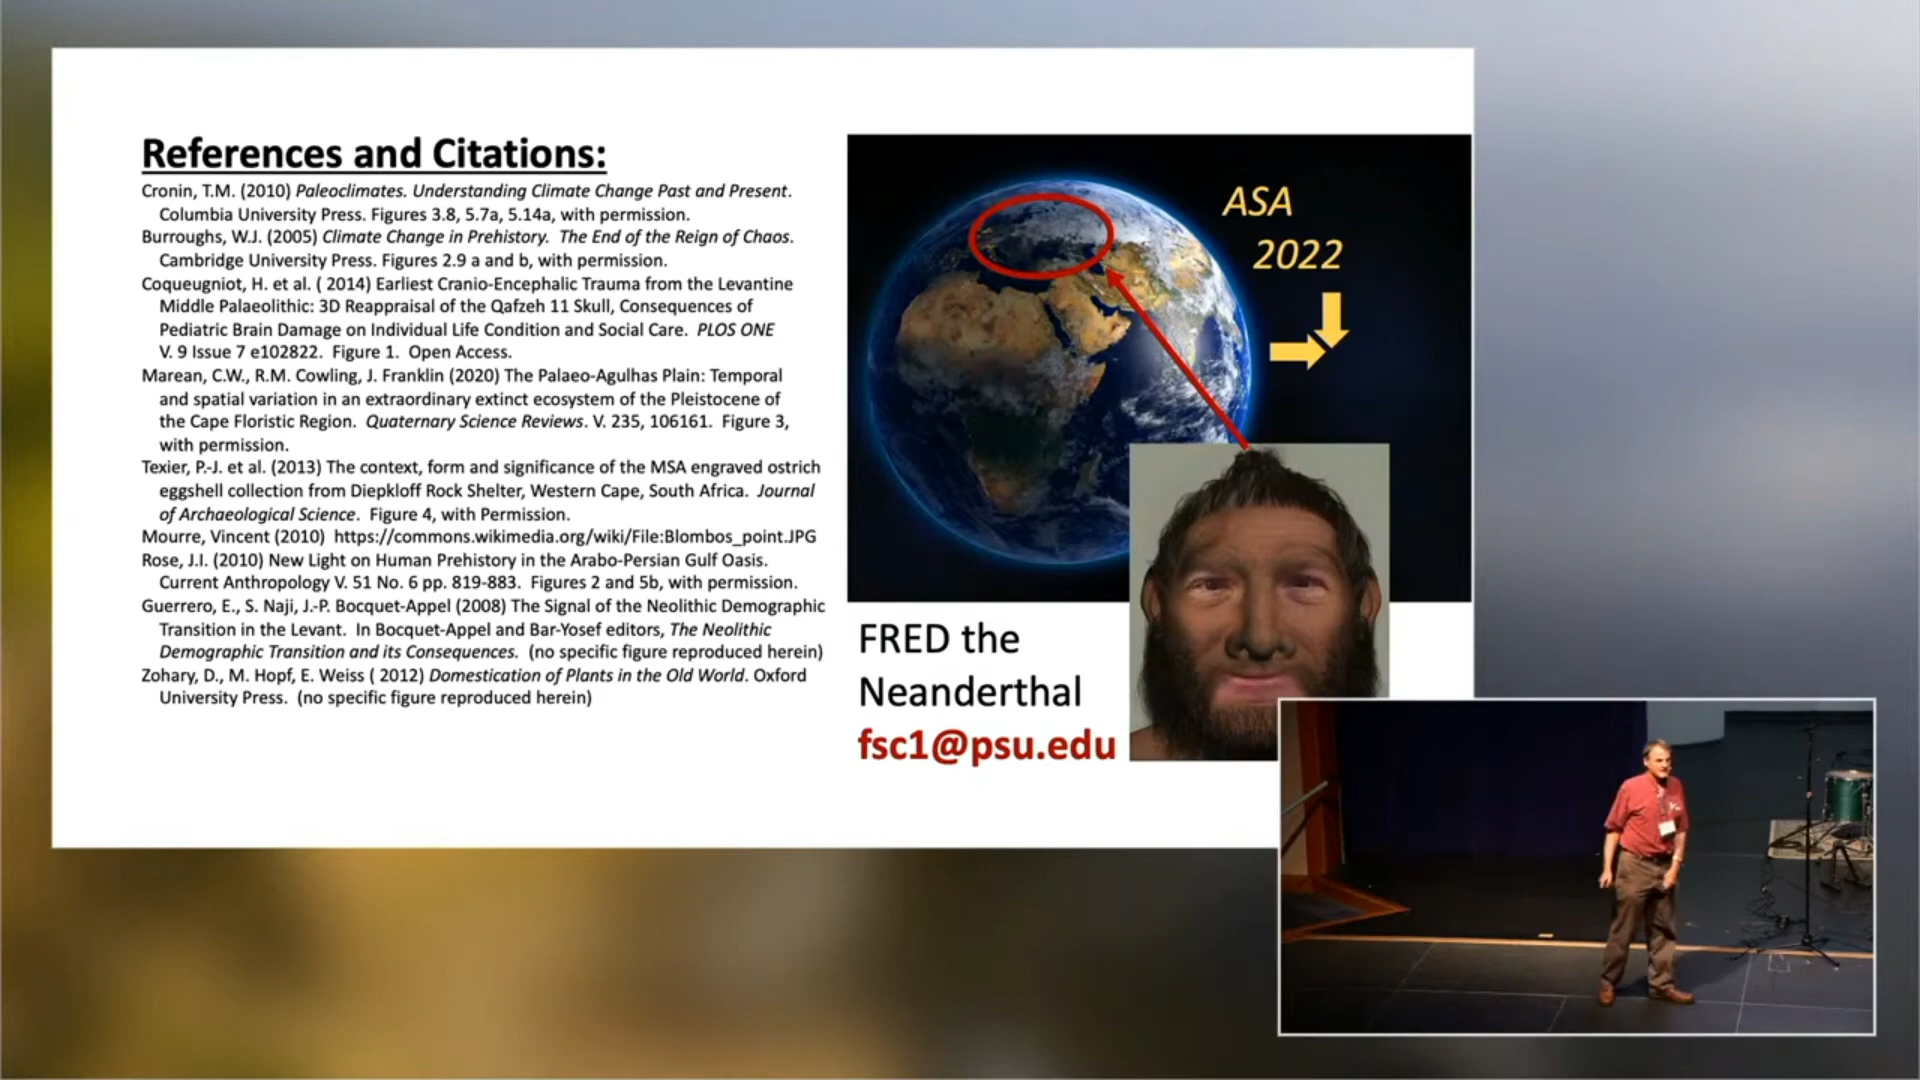 References and Citations:
Cronin, T.M. (2010) Paleoclimates. Understanding Climate Change Past and Present.
Columbia University Press. Figures 3.8, 5.7a, 5.14a, with permission.
Burroughs, W.J. (2005) Climate Change in Prehistory. The End of the Reign of Chaos.
Cambridge University Press. Figures 2.9 a and b, with permission.
Coqueugniot, H. et al. ( 2014) Earliest Cranio-Encephalic Trauma from the Levantine
Middle Palaeolithic: 3D Reappraisal of the Qafzeh 11 Skull, Consequences of
Pediatric Brain Damage on Individual Life Condition and Social Care. PLOS ONE
V. 9 Issue 7 e102822. Figure 1. Open Access.
Marean, C.W., R.M. Cowling, J. Franklin (2020) The Palaeo-Agulhas Plain: Temporal
and spatial variation in an extraordinary extinct ecosystem of the Pleistocene of
the Cape Floristic Region. Quaternary Science Reviews. V. 235, 106161. Figure 3,
with permission.
Texier, P.-J. et al. (2013) The context, form and significance of the MSA engraved ostrich
eggshell collection from Diepkloff Rock Shelter, Western Cape, South Africa. Journal
of Archaeological Science. Figure 4, with Permission.
Mourre, Vincent (2010) https://commons.wikimedia.org/wiki/File:Blombos_point.JPG
Rose, J.I. (2010) New Light on Human Prehistory in the Arabo-Persian Gulf Oasis.
Current Anthropology V. 51 No. 6 pp. 819-883. Figures 2 and 5b, with permission.
Guerrero, E., S. Naji, J.-P. Bocquet-Appel (2008) The Signal of the Neolithic Demographic
Transition in the Levant. In Bocquet-Appel and Bar-Yosef editors, The Neolithic
Demographic Transition and its Consequences. (no specific figure reproduced herein)
Zohary, D., M. Hopf, E. Weiss ( 2012) Domestication of Plants in the Old World. Oxford
University Press. (no specific figure reproduced herein)
ASA
2022
FRED the
Neanderthal
fsc1@psu.edu